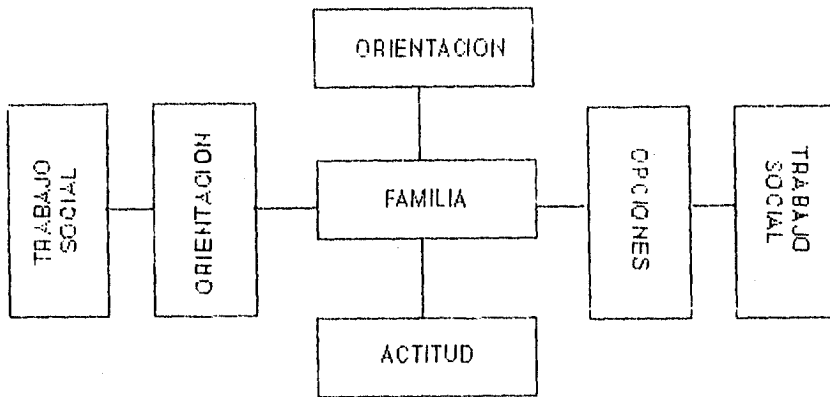 ORIENTACION
TRABAJO
SOCIAL
ORIENTACION
FAMILIA
OPCIONES
TRABAJO
SOCIAL
ACTITUD